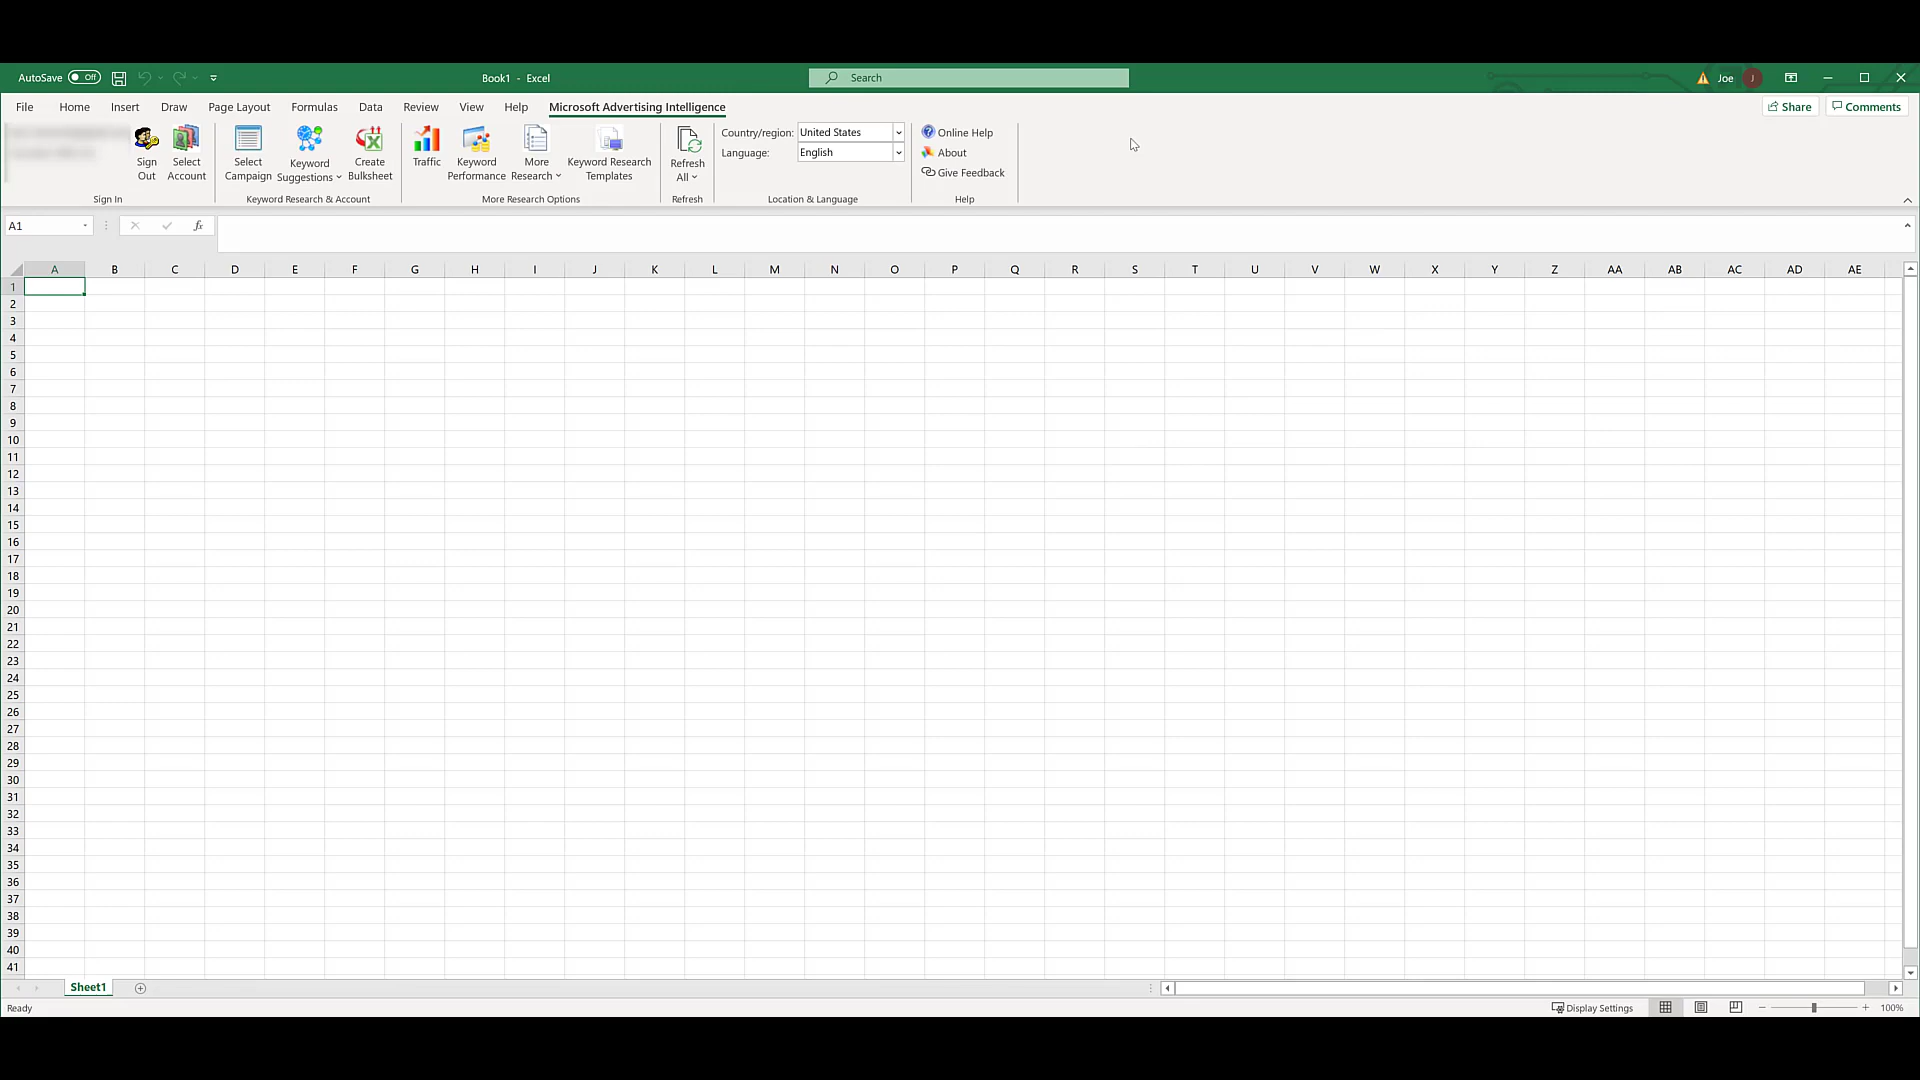 AutoSave Off Book1 - Excel Search Joe J
File Home Insert Draw Page Layout Formulas Data Review View Help Microsoft Advertising Intelligence Share Comments
Sign Out
Select Account
Sign In
Select Campaign
Keyword Suggestions
Create Bulksheet
Keyword Research & Account
Traffic
Keyword Performance
More Research
Keyword Research Templates
More Research Options
Refresh All
Refresh
Country/region: United States
Language: English
Location & Language
Online Help
About
Give Feedback
Help
A1 fx
A B C D E F G H I J K L M N O P Q R S T U V W X Y Z AA AB AC AD AE
1
2
3
4
5
6
7
8
9
10
11
12
13
14
15
16
17
18
19
20
21
22
23
24
25
26
27
28
29
30
31
32
33
34
35
36
37
38
39
40
41
Sheet1
Ready Display Settings 100%